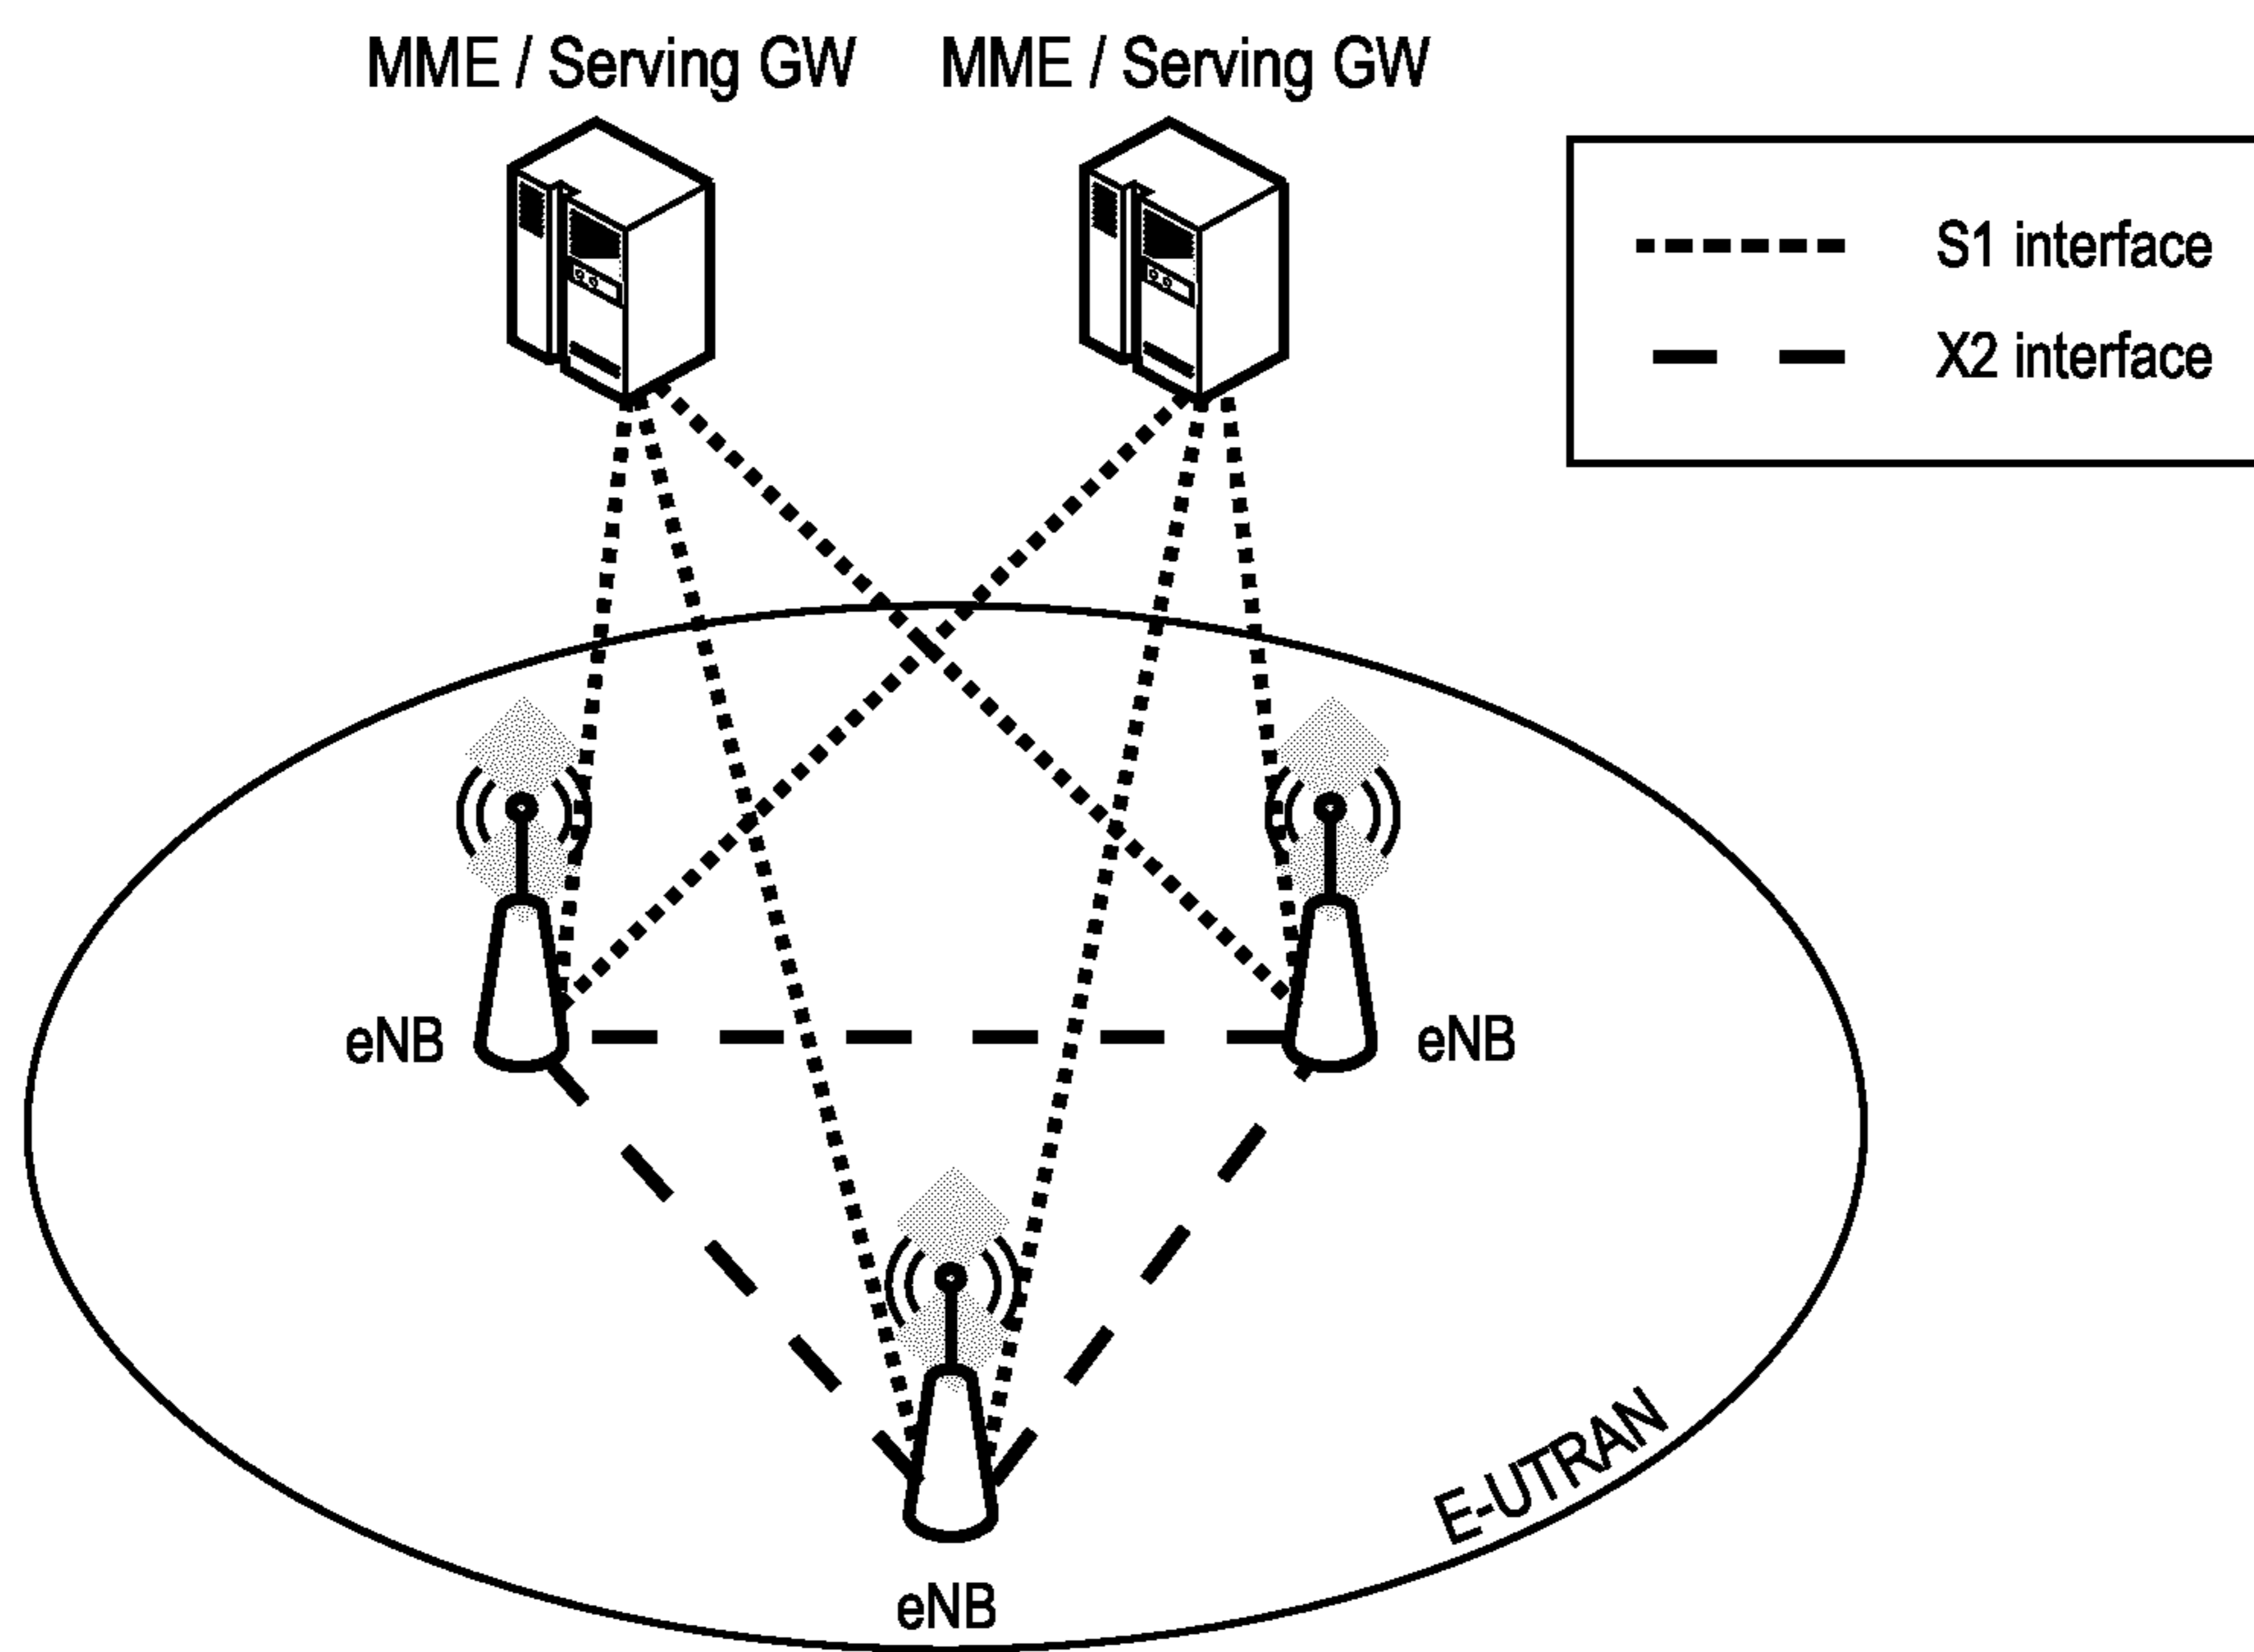 MME / Serving GW
MME / Serving GW
S1 interface
X2 interface
eNB
eNB
E-UTRAN
eNB